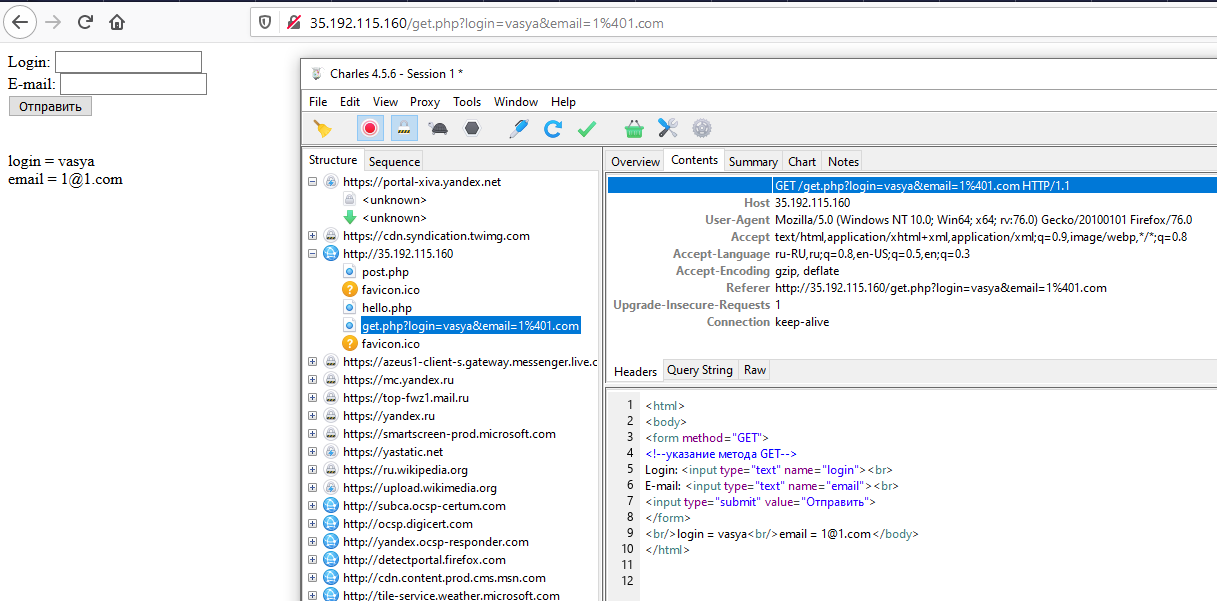 35.192.115.160/get.php?login=vasya&email=1%401.com
Login:
E-mail:
Отправить
login = vasya
email = 1@1.com
Charles 4.5.6 - Session 1 *
File Edit View Proxy Tools Window Help
Structure Sequence
https://portal-xiva.yandex.net
<unknown>
<unknown>
https://cdn.syndication.twimg.com
http://35.192.115.160
post.php
favicon.ico
hello.php
get.php?login=vasya&email=1%401.com
favicon.ico
https://azeus1-client-s.gateway.messenger.live.c
https://mc.yandex.ru
https://top-fwz1.mail.ru
https://yandex.ru
https://smartscreen-prod.microsoft.com
https://yastatic.net
https://ru.wikipedia.org
https://upload.wikimedia.org
http://subca.ocsp-certum.com
http://ocsp.digicert.com
http://yandex.ocsp-responder.com
http://detectportal.firefox.com
http://cdn.content.prod.cms.msn.com
http://tile-service.weather.microsoft.com
Overview Contents Summary Chart Notes
GET /get.php?login=vasya&email=1%401.com HTTP/1.1
Host 35.192.115.160
User-Agent Mozilla/5.0 (Windows NT 10.0; Win64; x64; rv:76.0) Gecko/20100101 Firefox/76.0
Accept text/html,application/xhtml+xml,application/xml;q=0.9,image/webp,*/*;q=0.8
Accept-Language ru-RU,ru;q=0.8,en-US;q=0.5,en;q=0.3
Accept-Encoding gzip, deflate
Referer http://35.192.115.160/get.php?login=vasya&email=1%401.com
Upgrade-Insecure-Requests 1
Connection keep-alive
Headers Query String Raw
1 <html>
2 <body>
3 <form method="GET">
4 <!--указание метода GET-->
5 Login: <input type="text" name="login"><br>
6 E-mail: <input type="text" name="email"><br>
7 <input type="submit" value="Отправить">
8 </form>
9 <br/>login = vasya<br/>email = 1@1.com</body>
10 </html>
11
12